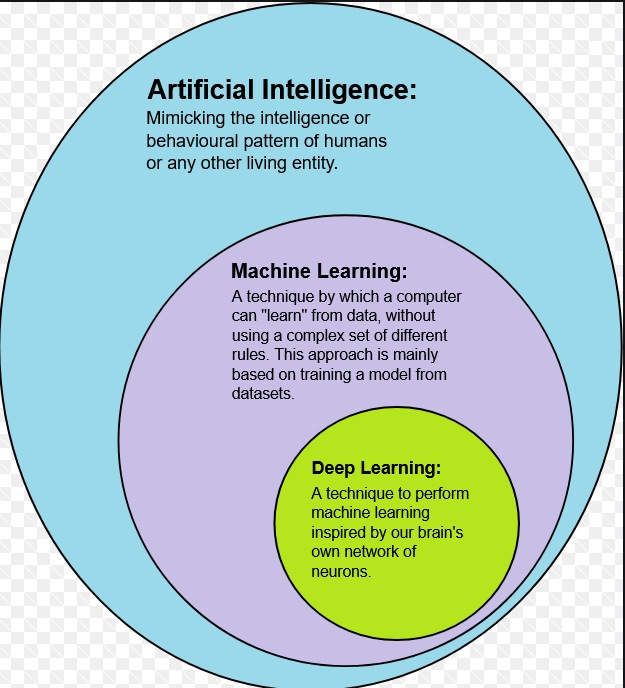 Artificial Intelligence:
Mimicking the intelligence or
behavioural pattern of humans
or any other living entity.
Machine Learning:
A technique by which a computer
can "learn" from data, without
using a complex set of different
rules. This approach is mainly
based on training a model from
datasets.
Deep Learning:
A technique to perform
machine learning
inspired by our brain's
own network of
neurons.